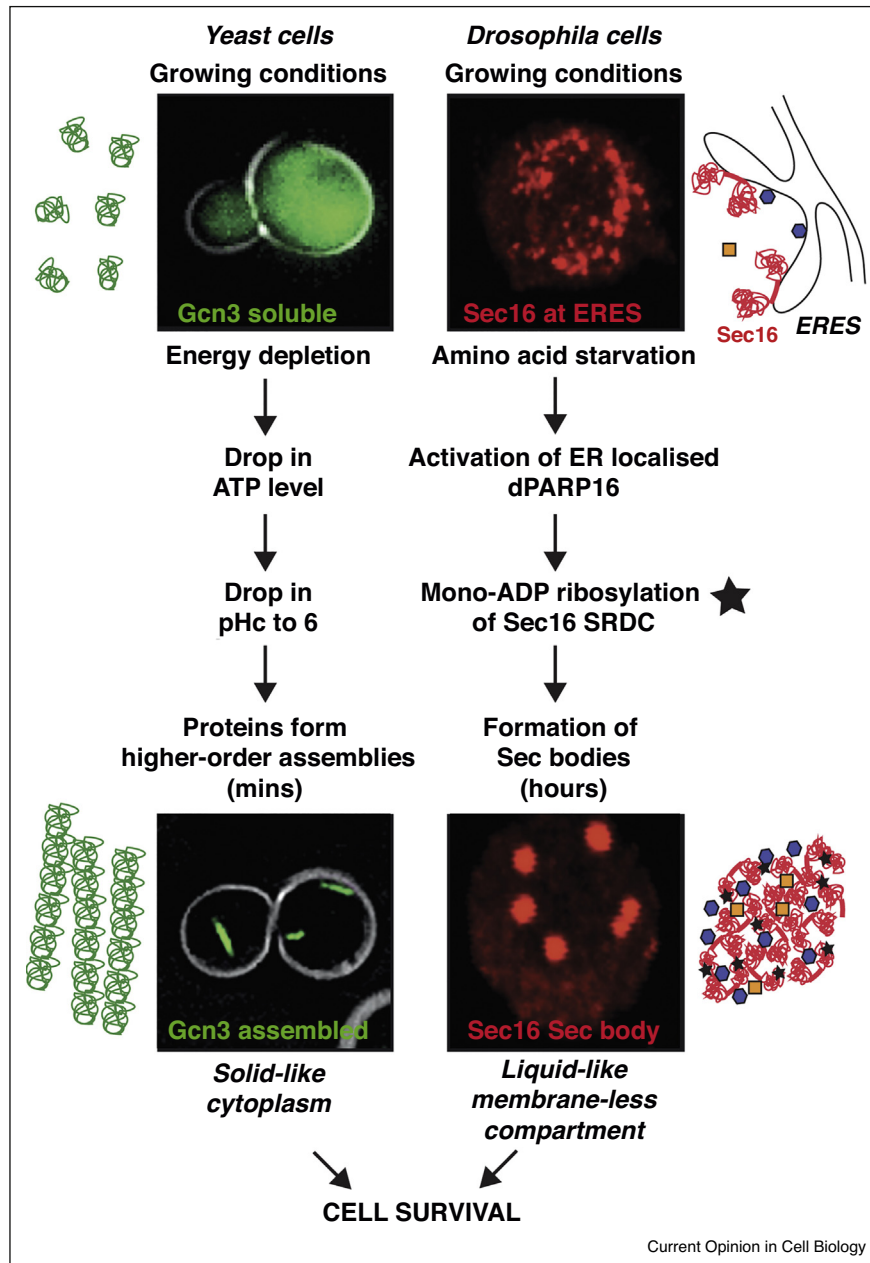 Yeast cells
Growing conditions
Drosophila cells
Growing conditions
Gcn3 soluble
Sec16 at ERES
Sec16
ERES
Energy depletion
Amino acid starvation
Drop in
ATP level
Activation of ER localised
dPARP16
Drop in
pHc to 6
Mono-ADP ribosylation
of Sec16 SRDC
Proteins form
higher-order assemblies
(mins)
Formation of
Sec bodies
(hours)
Gcn3 assembled
Sec16 Sec body
Solid-like
cytoplasm
Liquid-like
membrane-less
compartment
CELL SURVIVAL
Current Opinion in Cell Biology